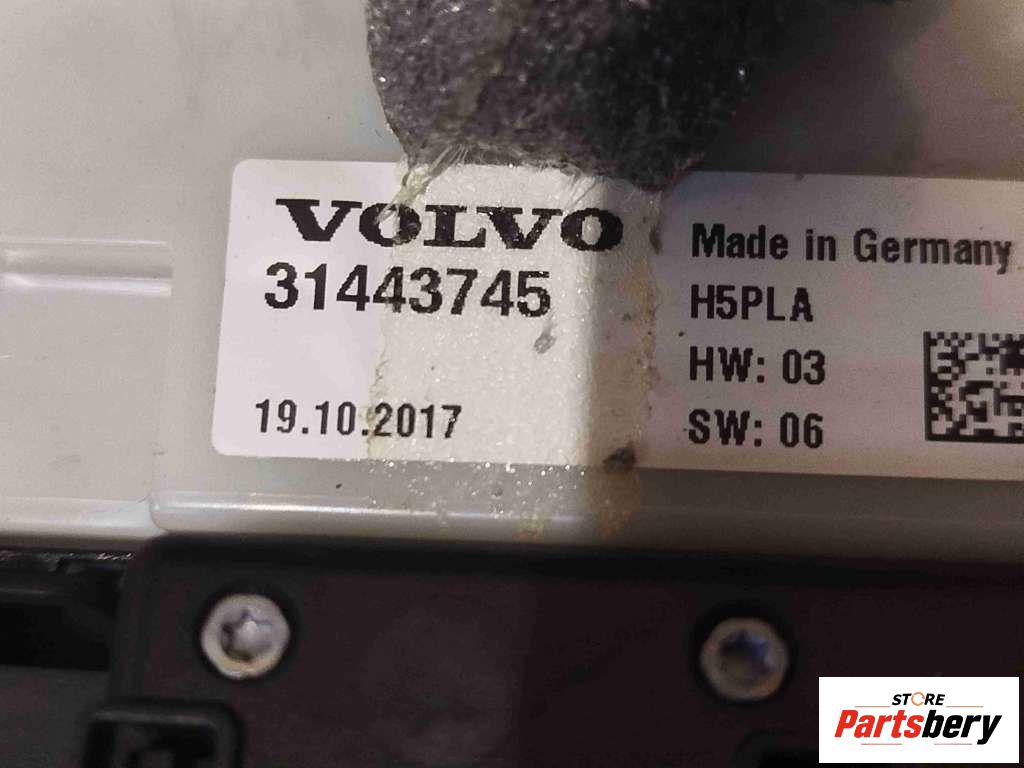 VOLVO
31443745
19.10.2017
Made in Germany
H5PLA
HW: 03
SW: 06
STORE
Partsbery